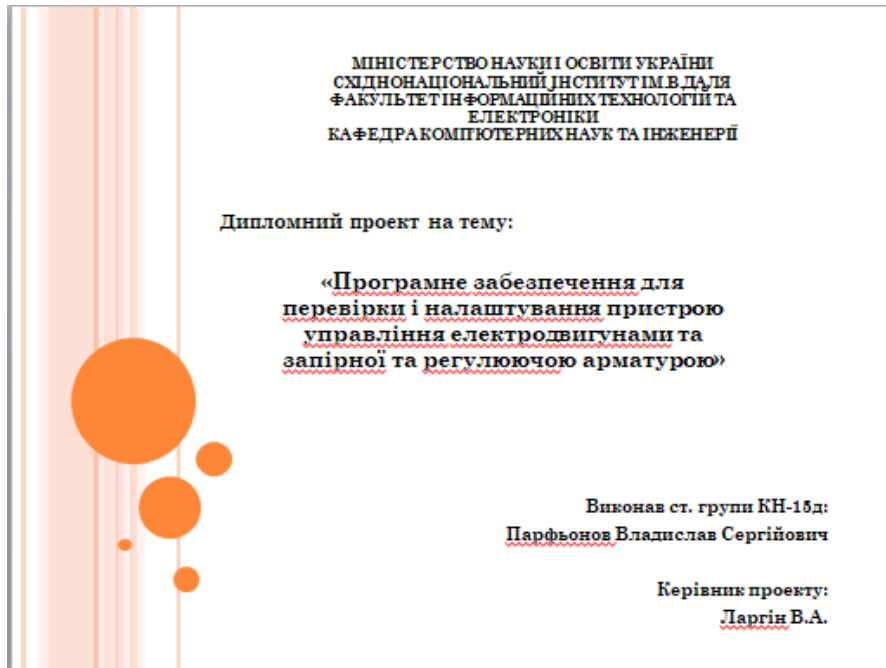 МІНІСТЕРСТВО НАУКИ І ОСВІТИ УКРАЇНИ
СХІДНОНАЦІОНАЛЬНИЙ ІНСТИТУТ ІМ.В.ДАЛЯ
ФАКУЛЬТЕТ ІНФОРМАЦІЙНИХ ТЕХНОЛОГІЙ ТА
ЕЛЕКТРОНІКИ
КАФЕДРА КОМП'ЮТЕРНИХ НАУК ТА ІНЖЕНЕРІЇ
Дипломний проект на тему:
«Програмне забезпечення для
перевірки і налаштування пристрою
управління електродвигунами та
запірної та регулюючою арматурою»
Виконав ст. групи КН-15д:
Парфьонов Владислав Сергійович
Керівник проекту:
Ларгін В.А.